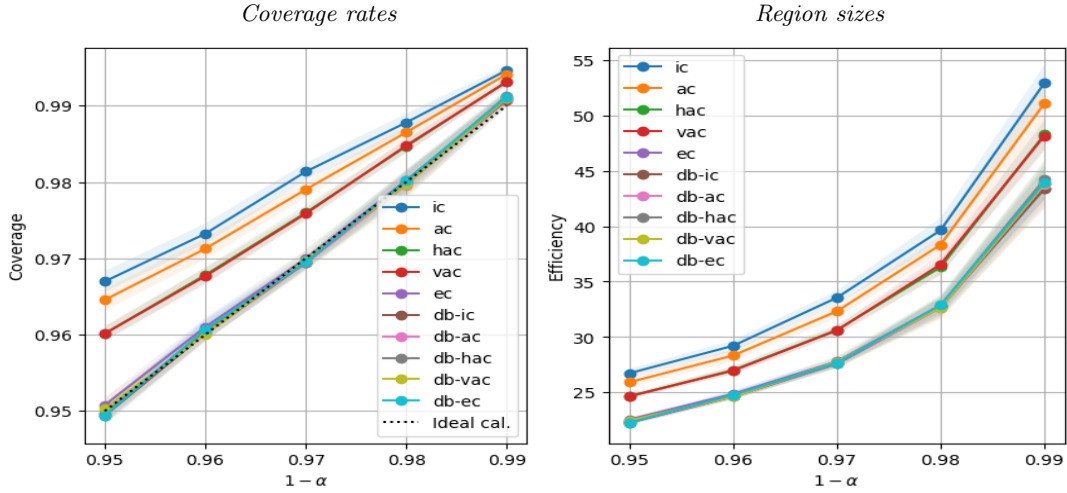 Coverage rates
0.99
0.98
0.97
0.96
0.95
Coverage
0.95 0.96 0.97 0.98 0.99
1 − α
ic
ac
hac
vac
ec
db-ic
db-ac
db-hac
db-vac
db-ec
Ideal cal.
Region sizes
55
50
45
40
35
30
25
Efficiency
0.95 0.96 0.97 0.98 0.99
1 − α
ic
ac
hac
vac
ec
db-ic
db-ac
db-hac
db-vac
db-ec